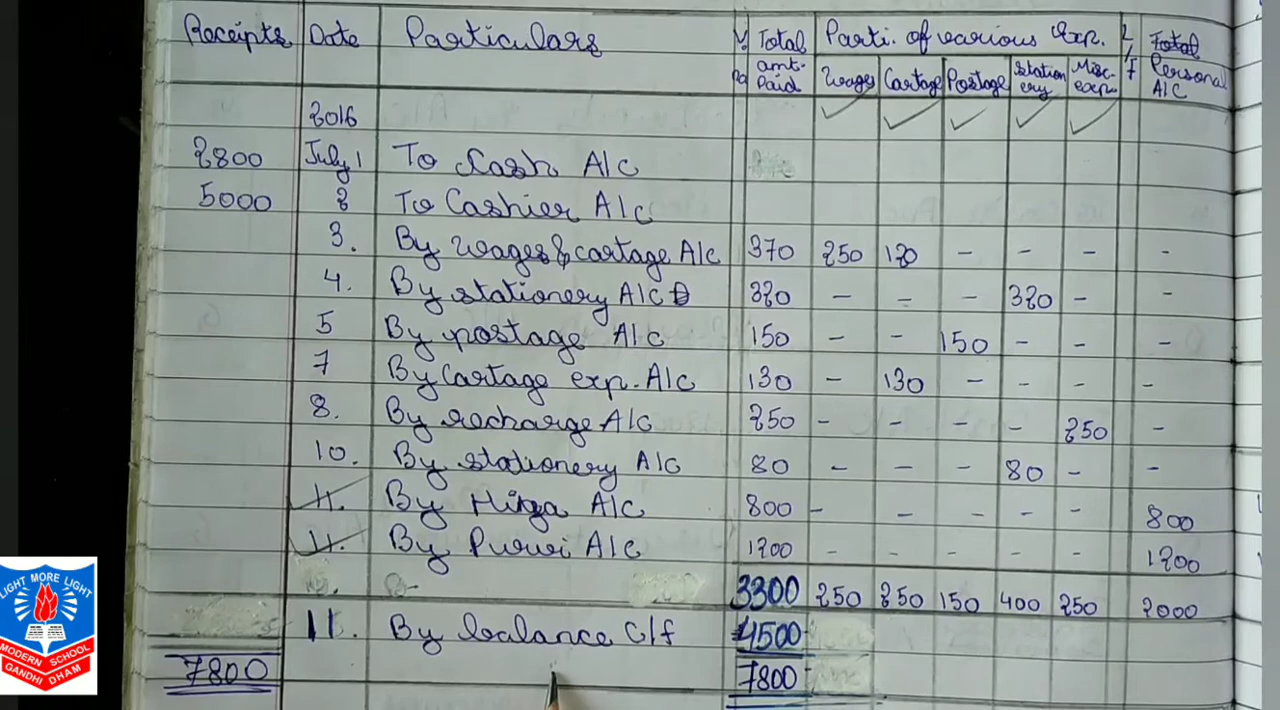 Receipts Date Particulars V. No Total amt. Paid Parti. of various Exp. L/F Total Personal A/C
Wages Cartage Postage Stationery Misc. exp.
2016
2800 July 1 To Cash A/C
5000 2 To Cashier A/C
3. By wages & cartage A/C 370 250 120 - - - -
4. By stationery A/C 320 - - - 320 - -
5 By postage A/C 150 - - 150 - - -
7 By Cartage exp. A/C 130 - 130 - - - -
8. By recharge A/C 250 - - - - 250 -
10. By stationery A/C 80 - - - 80 - -
11. By Hinza A/C 800 - - - - - 800
11. By Purvi A/C 1200 - - - - - 1200
3300 250 250 150 400 250 2000
11. By balance C/f 4500
7800 7800
LIGHT MORE LIGHT
MODERN SCHOOL
GANDHI DHAM